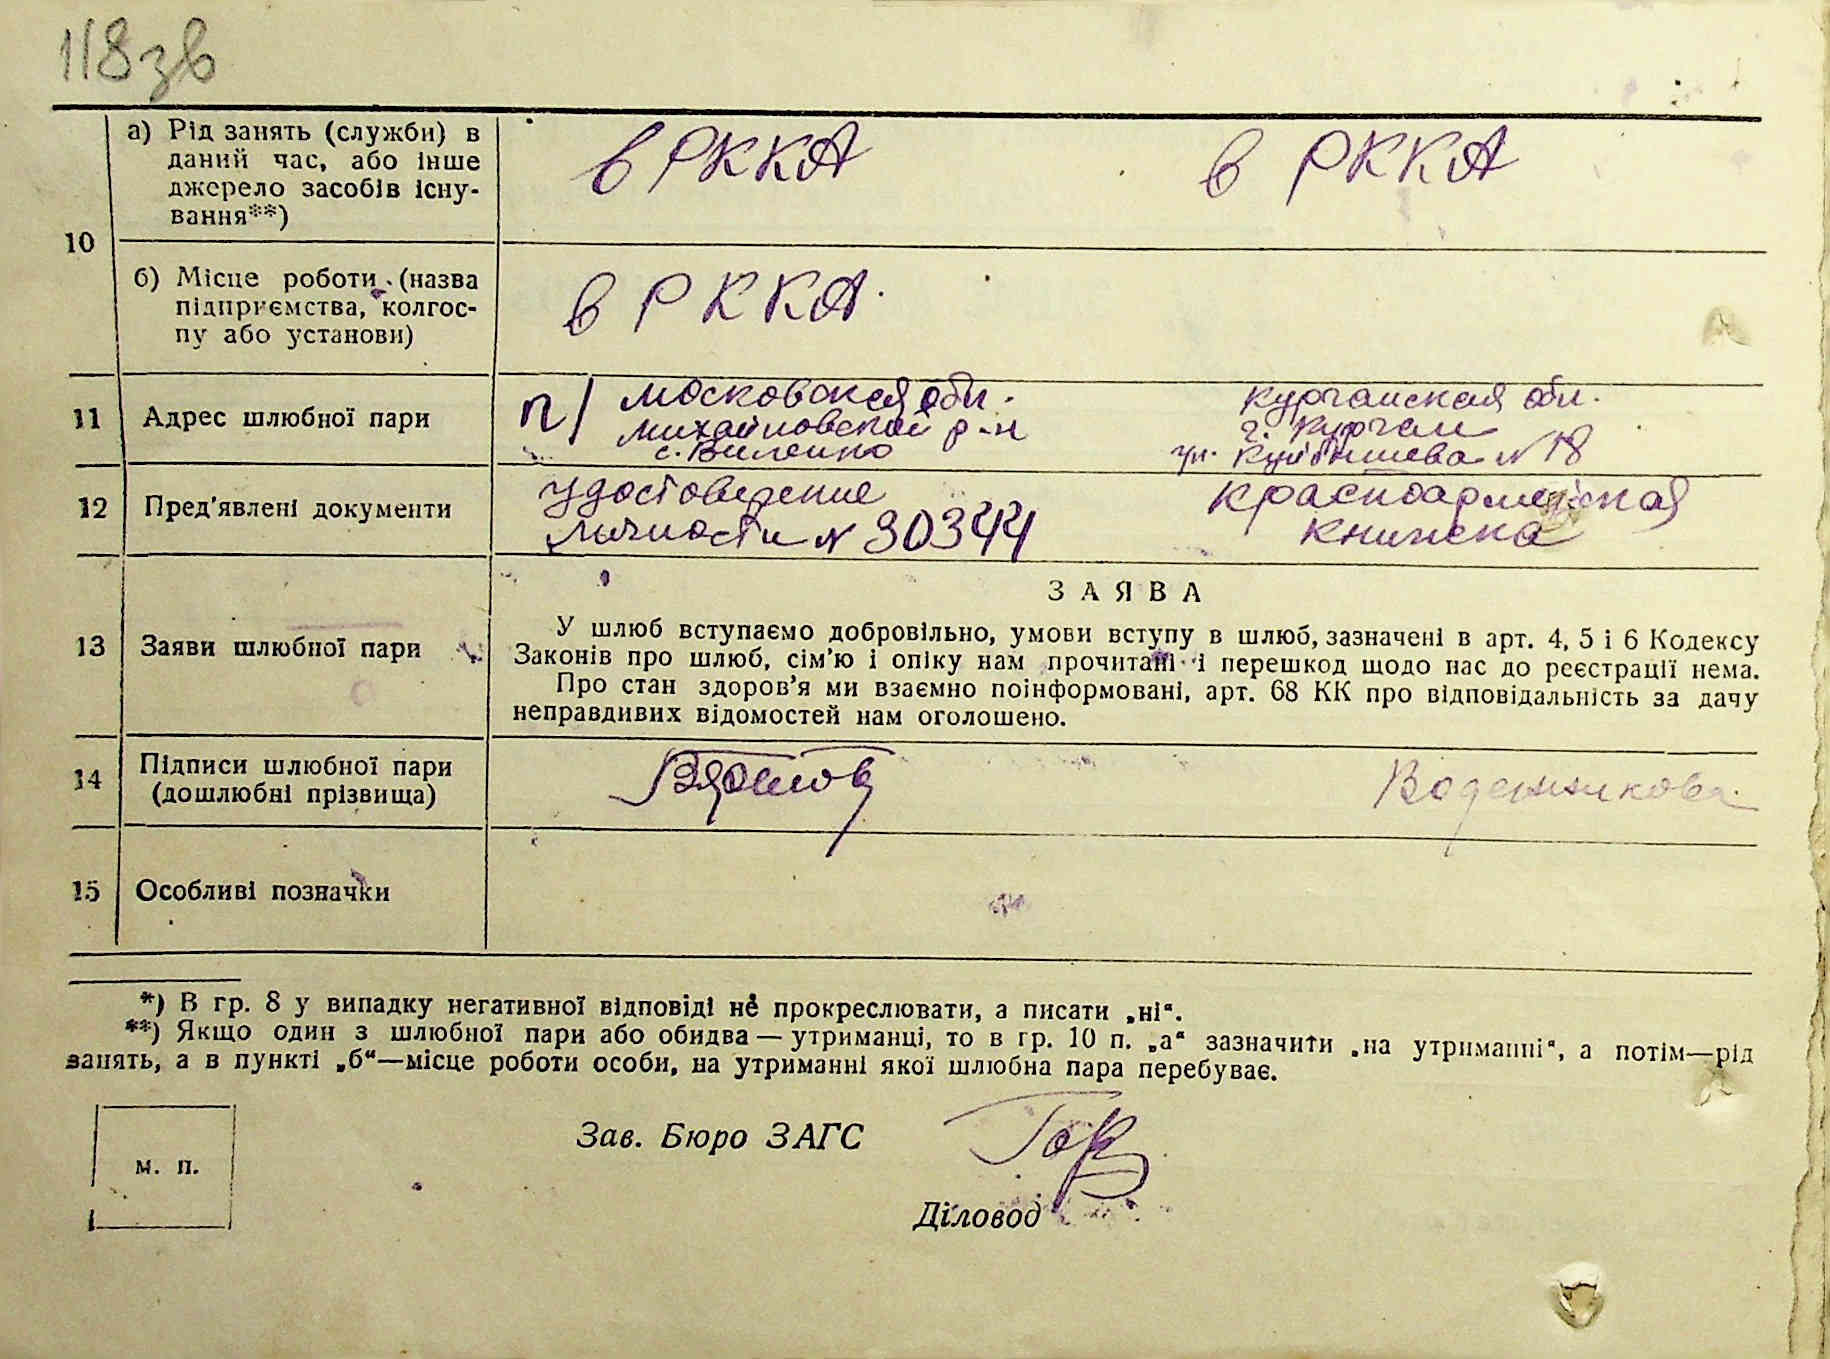 118зв
10
а) Рід занять (служби) в
даний час, або інше
джерело засобів існу-
вання**)
в РККА
в РККА
б) Місце роботи (назва
підприємства, колгос-
пу або установи)
в РККА
11
Адрес шлюбної пари
п/
Московская обл.
Михайловский р-н
с. Виленко
Курганская обл.
г. Курган
ул. Куйбышева № 18
12
Пред'явлені документи
Удостоверение
личности № 30344
Красноармейская
книжка
13
Заяви шлюбної пари
ЗАЯВА
У шлюб вступаємо добровільно, умови вступу в шлюб, зазначені в арт. 4, 5 і 6 Кодексу
Законів про шлюб, сім'ю і опіку нам прочитані і перешкод щодо нас до реєстрації нема.
Про стан здоров'я ми взаємно поінформовані, арт. 68 КК про відповідальність за дачу
неправдивих відомостей нам оголошено.
14
Підписи шлюбної пари
(дошлюбні прізвища)
Воденникова
15
Особливі позначки
*) В гр. 8 у випадку негативної відповіді не прокреслювати, а писати „ні“.
**) Якщо один з шлюбної пари або обидва — утриманці, то в гр. 10 п. „а“ зазначити „на утриманні“, а потім—рід
занять, а в пункті „б“—місце роботи особи, на утриманні якої шлюбна пара перебуває.
м. п.
Зав. Бюро ЗАГС
Діловод